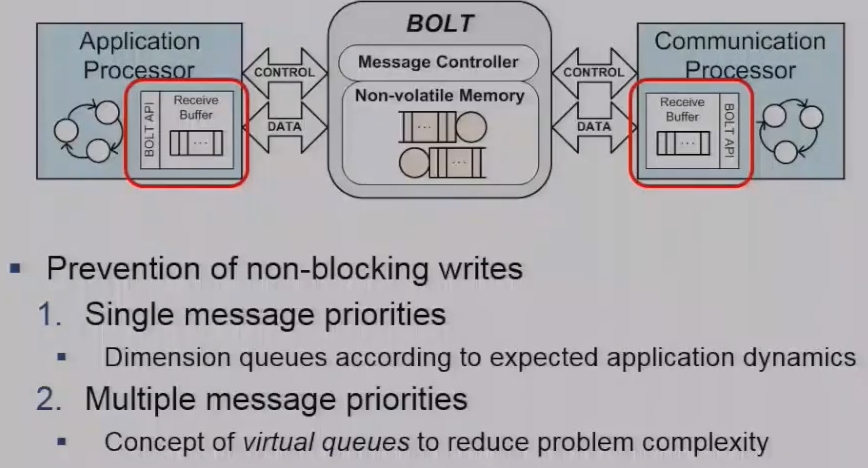 BOLT
Application
Processor
Message Controller
Communication
Processor
CONTROL
CONTROL
Non-volatile Memory
BOLT API
Receive
Buffer
...
DATA
...
...
DATA
Receive
Buffer
...
BOLT API
▪ Prevention of non-blocking writes
1. Single message priorities
▪ Dimension queues according to expected application dynamics
2. Multiple message priorities
▪ Concept of virtual queues to reduce problem complexity